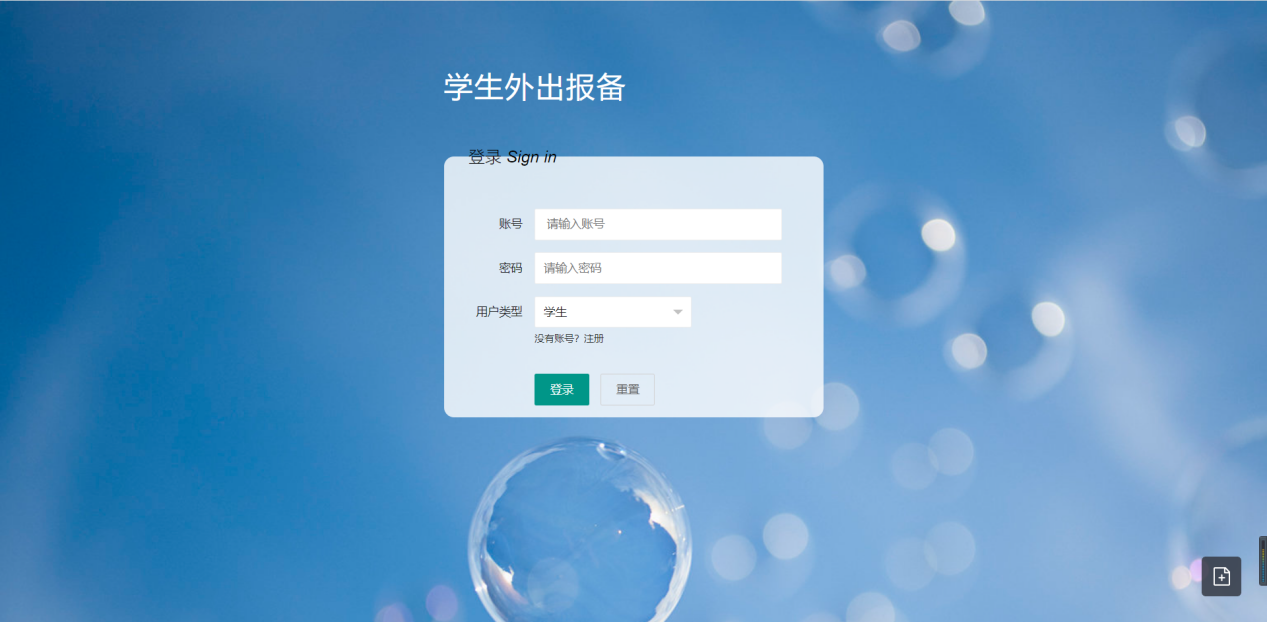 学生外出报备
登录 Sign in
账号 请输入账号
密码 请输入密码
用户类型 学生
没有账号? 注册
登录 重置